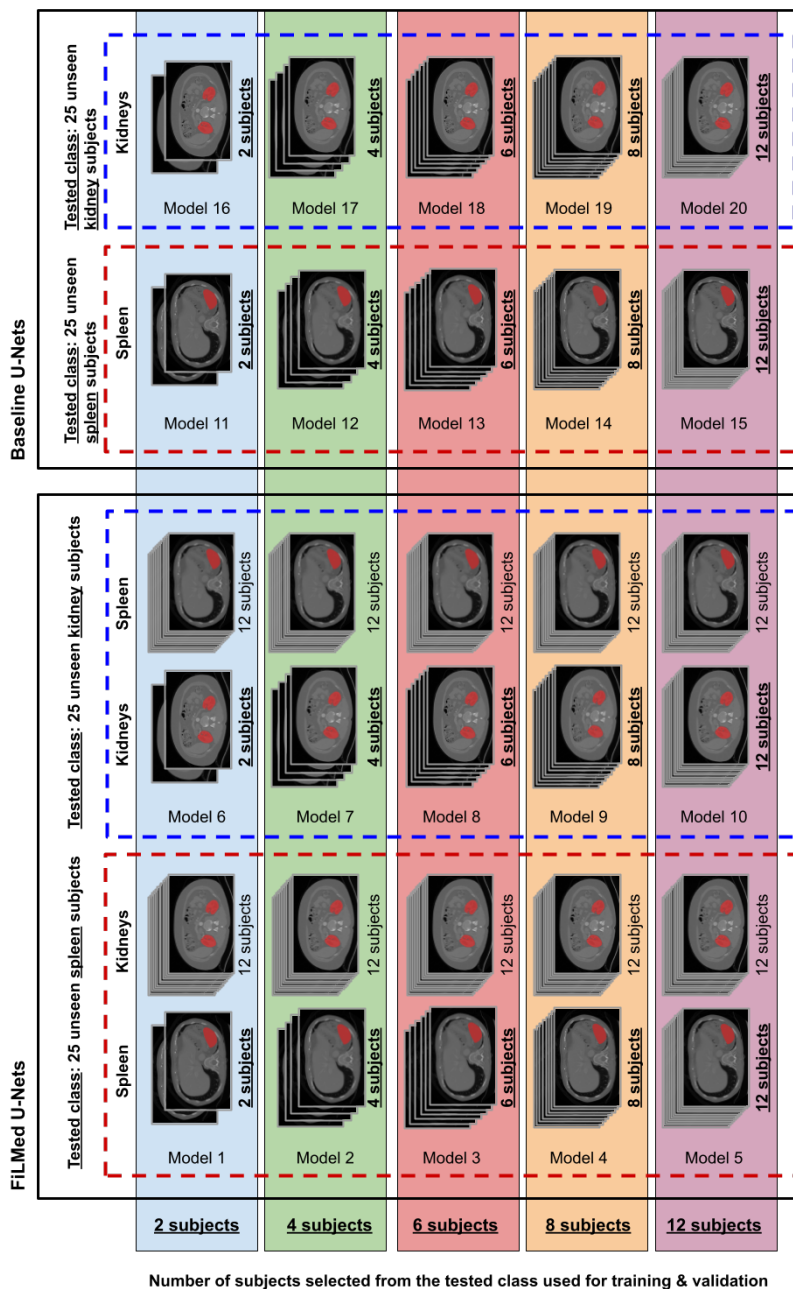 Baseline U-Nets
Tested class: 25 unseen
kidney subjects
Kidneys
2 subjects
4 subjects
6 subjects
8 subjects
12 subjects
Model 16
Model 17
Model 18
Model 19
Model 20
Tested class: 25 unseen
spleen subjects
Spleen
2 subjects
4 subjects
6 subjects
8 subjects
12 subjects
Model 11
Model 12
Model 13
Model 14
Model 15
FiLMed U-Nets
Tested class: 25 unseen kidney subjects
Spleen
12 subjects
12 subjects
12 subjects
12 subjects
12 subjects
Kidneys
2 subjects
4 subjects
6 subjects
8 subjects
12 subjects
Model 6
Model 7
Model 8
Model 9
Model 10
Tested class: 25 unseen spleen subjects
Kidneys
12 subjects
12 subjects
12 subjects
12 subjects
12 subjects
Spleen
2 subjects
4 subjects
6 subjects
8 subjects
12 subjects
Model 1
Model 2
Model 3
Model 4
Model 5
2 subjects
4 subjects
6 subjects
8 subjects
12 subjects
Number of subjects selected from the tested class used for training & validation